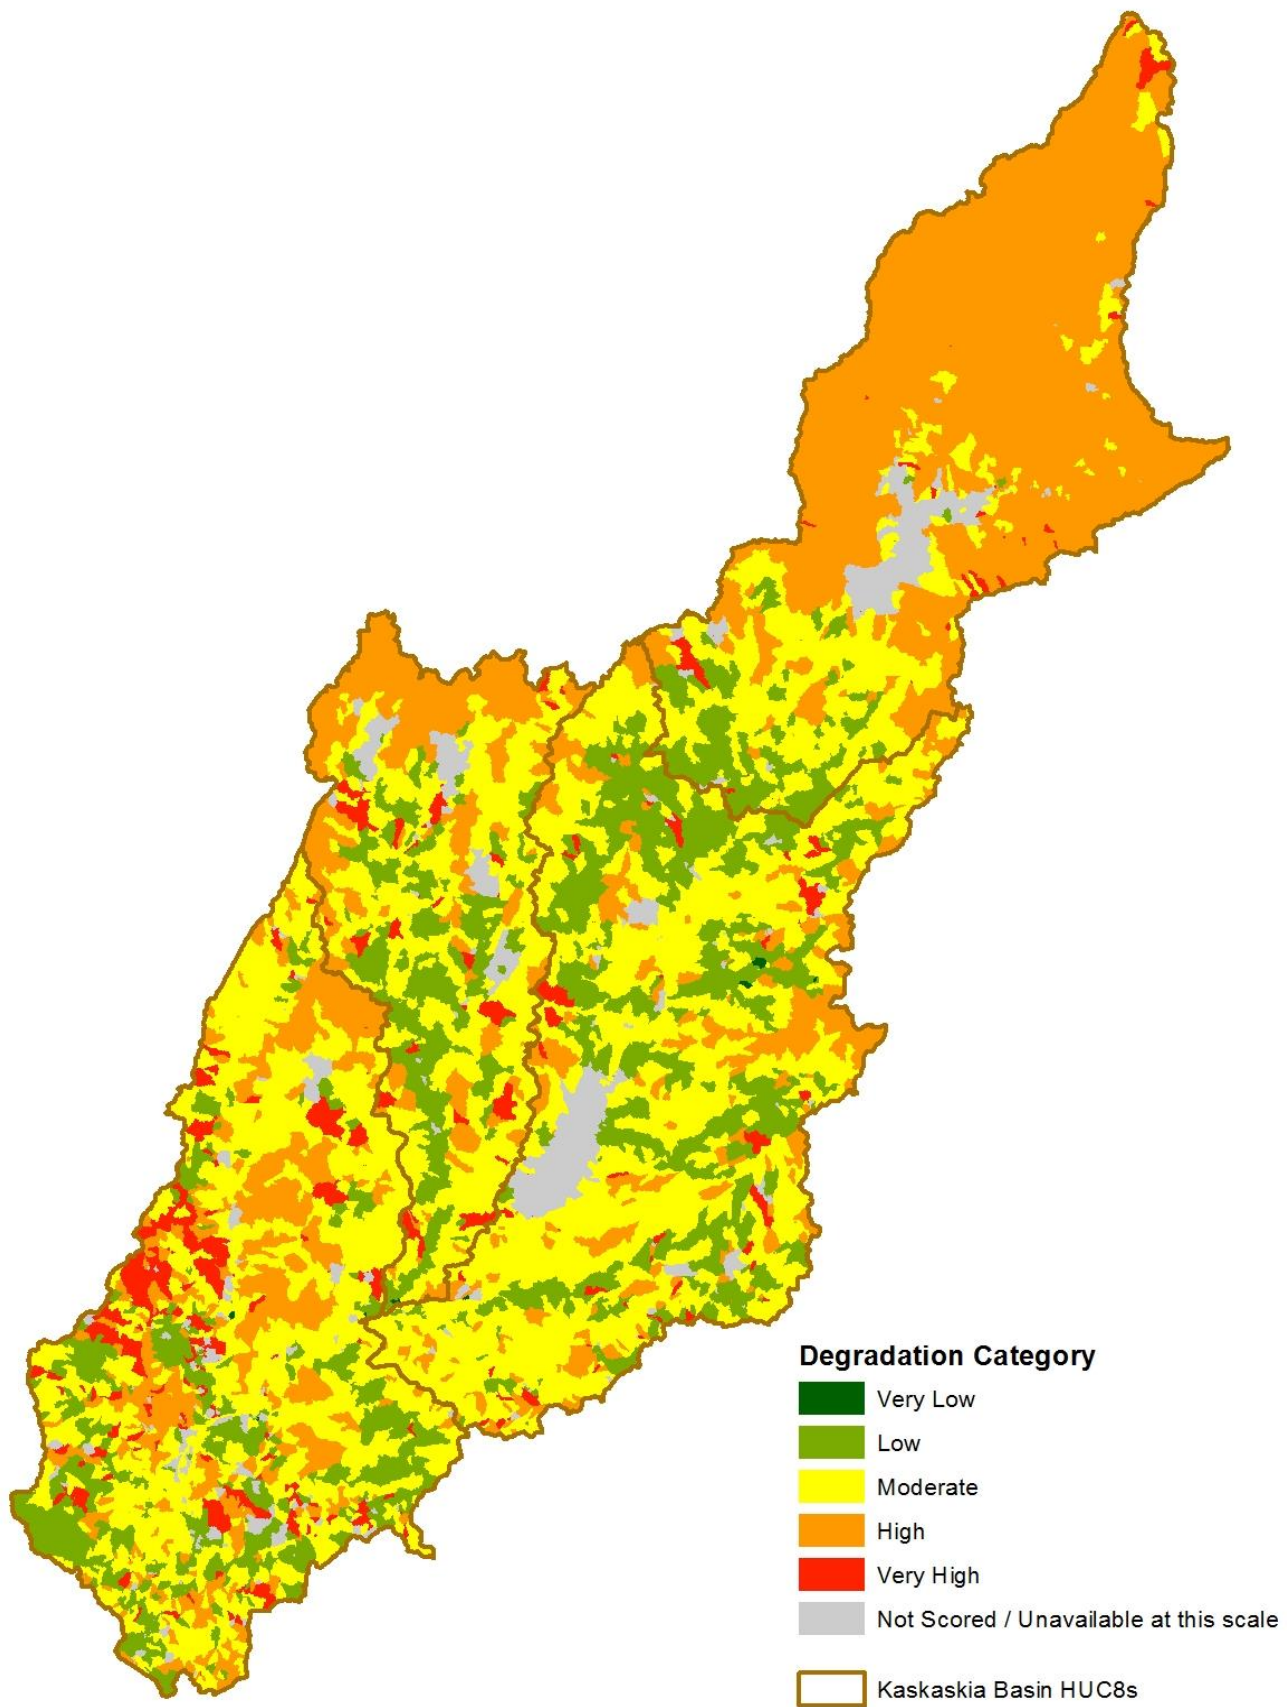 Degradation Category
Very Low
Low
Moderate
High
Very High
Not Scored / Unavailable at this scale
Kaskaskia Basin HUC8s